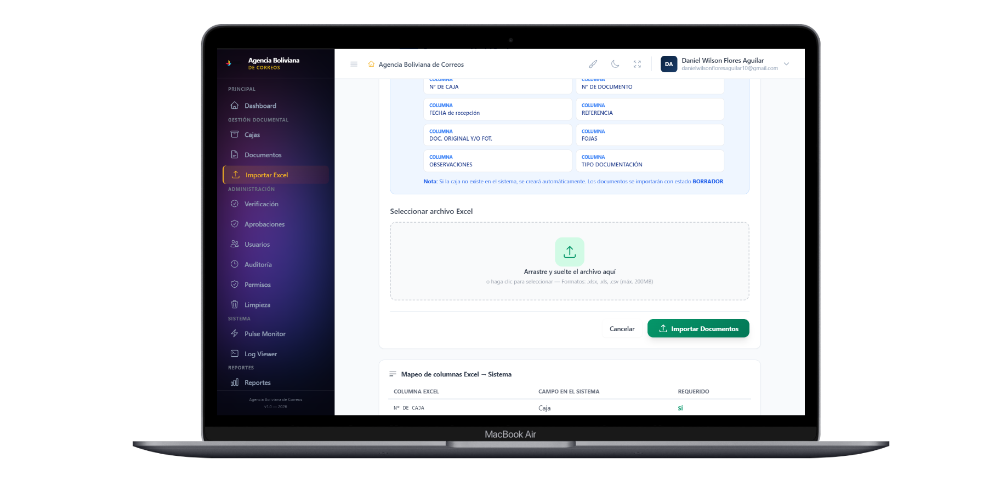 Agencia Boliviana
DE CORREOS
PRINCIPAL
Dashboard
GESTIÓN DOCUMENTAL
Cajas
Documentos
Importar Excel
ADMINISTRACIÓN
Verificación
Aprobaciones
Usuarios
Auditoría
Permisos
Limpieza
SISTEMA
Pulse Monitor
Log Viewer
REPORTES
Reportes
Agencia Boliviana de Correos
v1.0 — 2026
Agencia Boliviana de Correos
DA
Daniel Wilson Flores Aguilar
danielwilsonfloresaguilar10@gmail.com
COLUMNA
N° DE CAJA
COLUMNA
N° DE DOCUMENTO
COLUMNA
FECHA de recepción
COLUMNA
REFERENCIA
COLUMNA
DOC. ORIGINAL Y/O FOT.
COLUMNA
FOJAS
COLUMNA
OBSERVACIONES
COLUMNA
TIPO DOCUMENTACIÓN
Nota: Si la caja no existe en el sistema, se creará automáticamente. Los documentos se importarán con estado BORRADOR.
Seleccionar archivo Excel
Arrastre y suelte el archivo aquí
o haga clic para seleccionar — Formatos: .xlsx, .xls, .csv (máx. 200MB)
Cancelar
Importar Documentos
Mapeo de columnas Excel → Sistema
COLUMNA EXCEL CAMPO EN EL SISTEMA REQUERIDO
N° DE CAJA Caja SÍ
MacBook Air